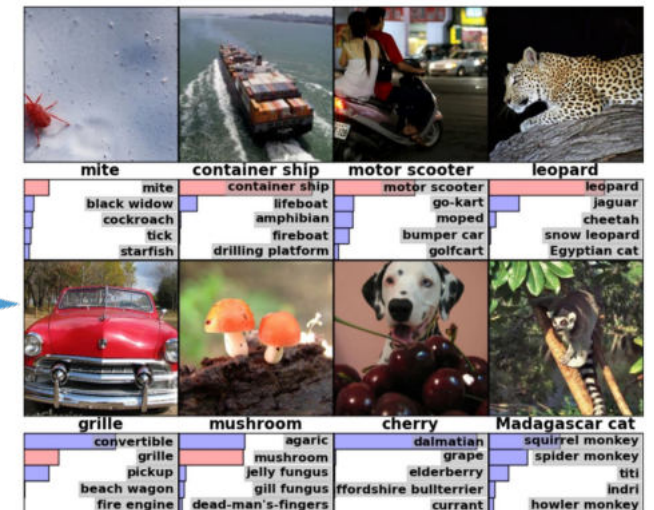 mite
container ship
motor scooter
leopard
mite
black widow
cockroach
tick
starfish
container ship
lifeboat
amphibian
fireboat
drilling platform
motor scooter
go-kart
moped
bumper car
golfcart
leopard
jaguar
cheetah
snow leopard
Egyptian cat
grille
mushroom
cherry
Madagascar cat
convertible
grille
pickup
beach wagon
fire engine
agaric
mushroom
jelly fungus
gill fungus
dead-man's-fingers
dalmatian
grape
elderberry
ffordshire bullterrier
currant
squirrel monkey
spider monkey
titi
indri
howler monkey